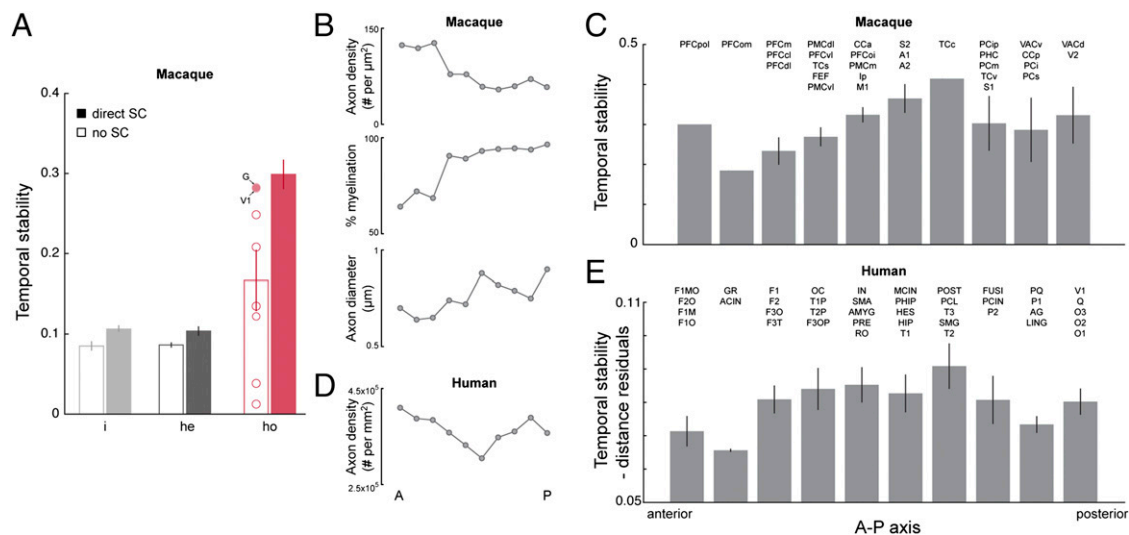 A
Macaque
direct SC
no SC
Temporal stability
0.4
0.3
0.2
0.1
0
G
V1
i
he
ho
B
Macaque
Axon density
(# per μm²)
150
0
% myelination
100
50
Axon diameter
(μm)
1
0.5
D
Human
Axon density
(# per mm²)
4.5x10⁵
2.5x10⁵
A
P
C
Macaque
Temporal stability
0.5
0
PFCpol
PFCom
PFCm
PFCcl
PFCdl
PMCdl
PFCvl
TCs
FEF
PMCvl
CCa
PFCoi
PMCm
Ip
M1
S2
A1
A2
TCc
PCip
PHC
PCm
TCv
S1
VACv
CCp
PCi
PCs
VACd
V2
E
Human
Temporal stability
- distance residuals
0.11
0.05
F1MO
F2O
F1M
F1O
GR
ACIN
F1
F2
F3O
F3T
OC
T1P
T2P
F3OP
IN
SMA
AMYG
PRE
RO
MCIN
PHIP
HES
HIP
T1
POST
PCL
T3
SMG
T2
FUSI
PCIN
P2
PQ
P1
AG
LING
V1
Q
O3
O2
O1
anterior
posterior
A-P axis